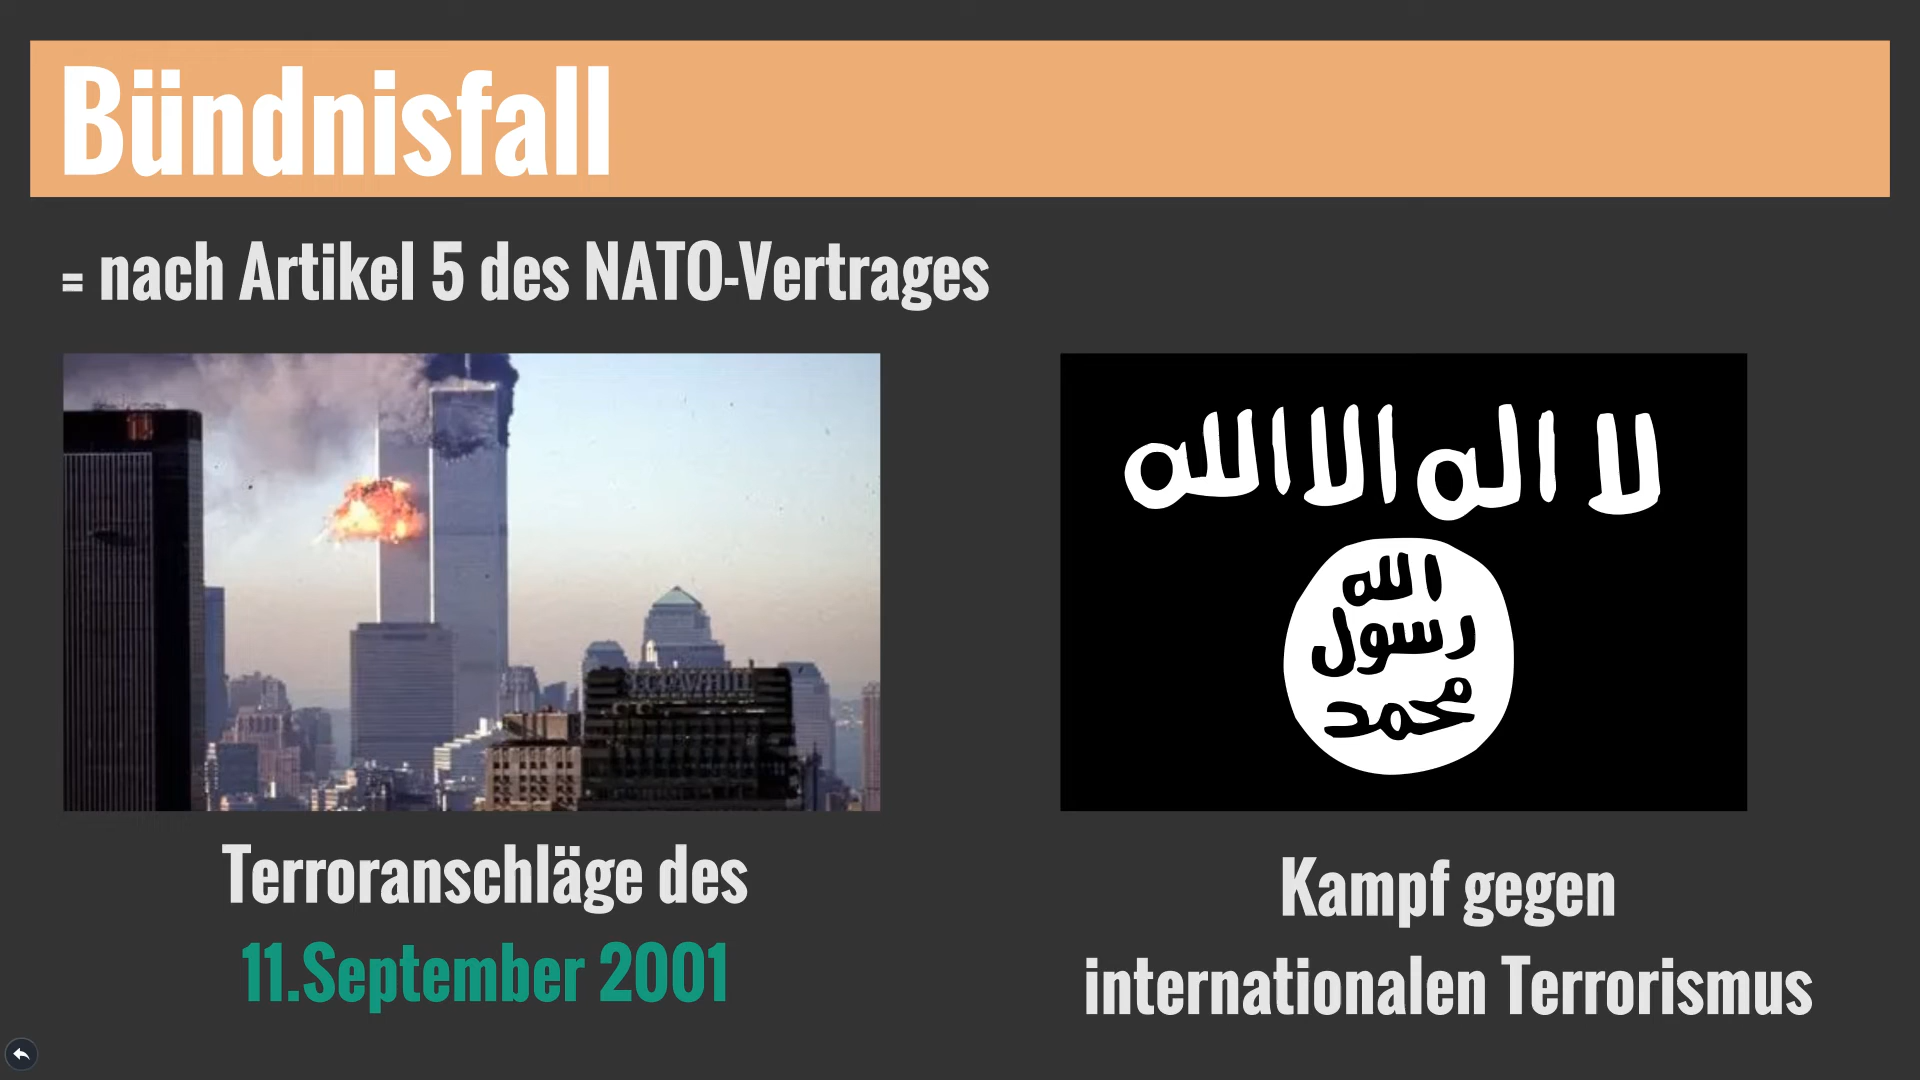 Bündnisfall
= nach Artikel 5 des NATO-Vertrages
لا اله الا الله
الله
رسول
محمد
Terroranschläge des
11.September 2001
Kampf gegen
internationalen Terrorismus